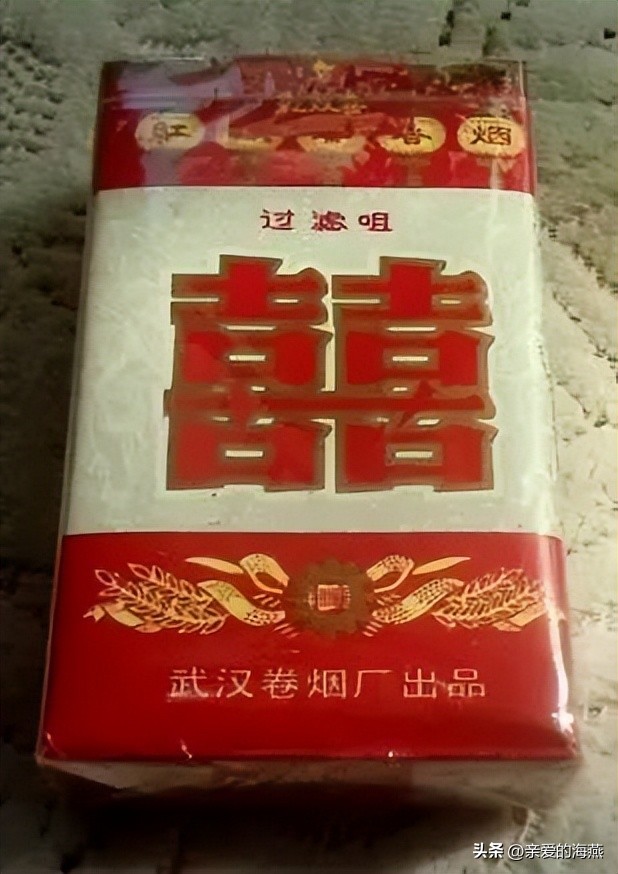 红 香 烟
过滤咀
囍
武汉卷烟厂出品
头条 @亲爱的海燕